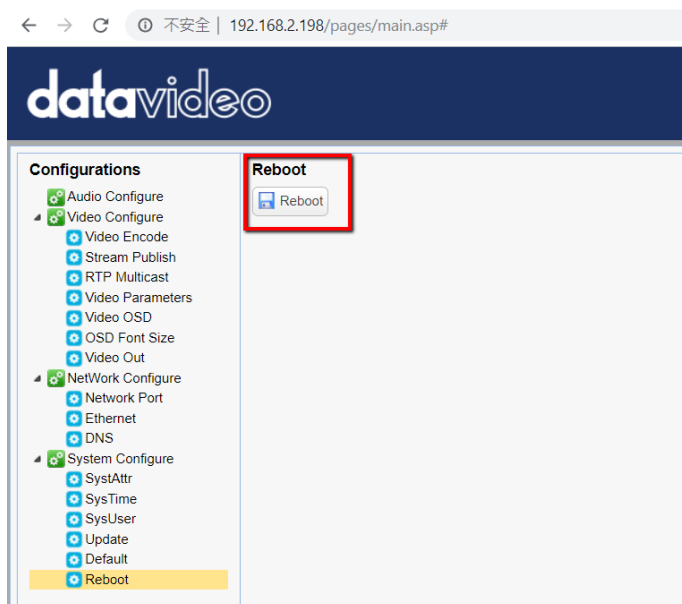 不安全 | 192.168.2.198/pages/main.asp#
datavideo
Configurations
Audio Configure
Video Configure
Video Encode
Stream Publish
RTP Multicast
Video Parameters
Video OSD
OSD Font Size
Video Out
NetWork Configure
Network Port
Ethernet
DNS
System Configure
SystAttr
SysTime
SysUser
Update
Default
Reboot
Reboot
Reboot